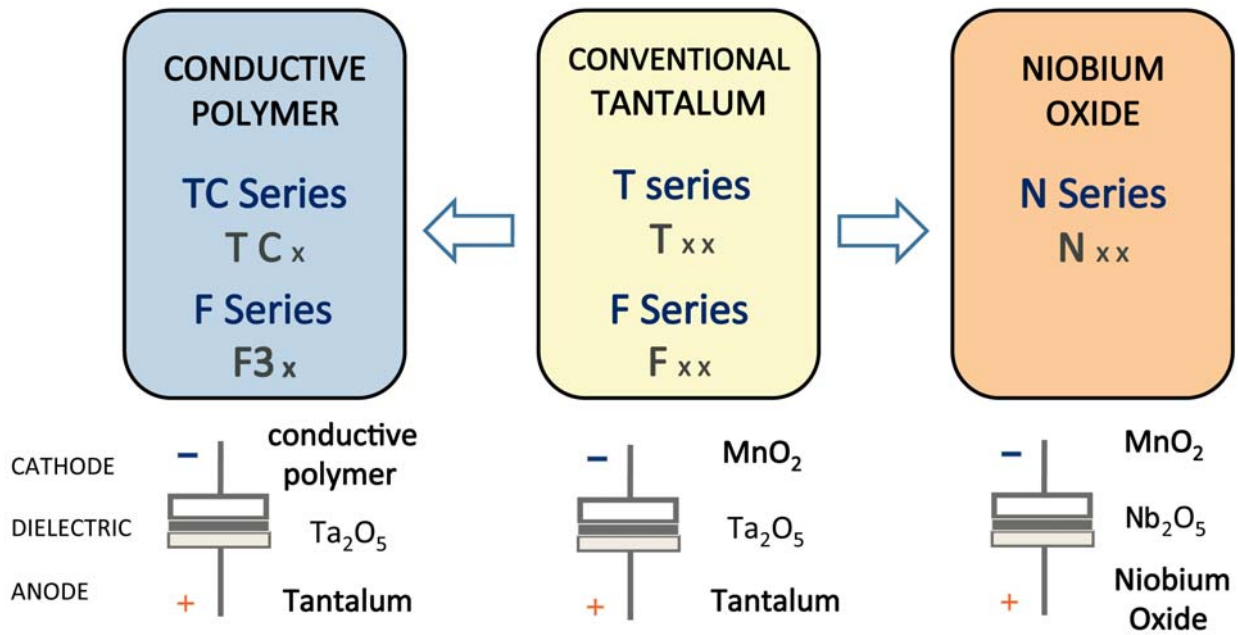 CONDUCTIVE
POLYMER
TC Series
T C x
F Series
F3 x
CONVENTIONAL
TANTALUM
T series
T x x
F Series
F x x
NIOBIUM
OXIDE
N Series
N x x
CATHODE
DIELECTRIC
ANODE
−
conductive
polymer
Ta₂O₅
+
Tantalum
−
MnO₂
Ta₂O₅
+
Tantalum
−
MnO₂
Nb₂O₅
+
Niobium
Oxide